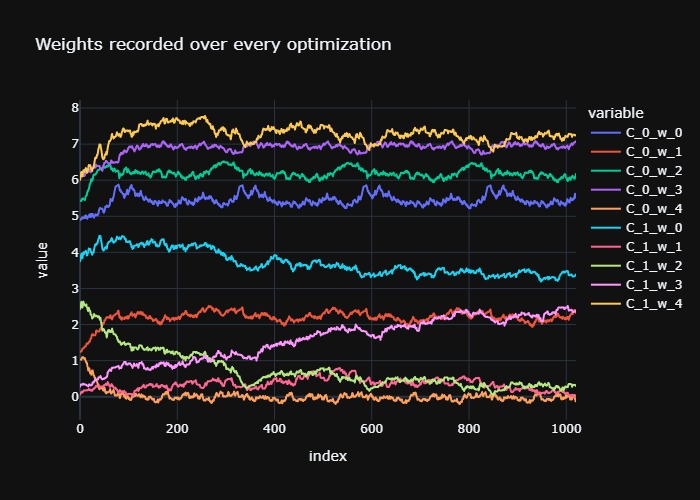 Weights recorded over every optimization
variable
C_0_w_0
C_0_w_1
C_0_w_2
C_0_w_3
C_0_w_4
C_1_w_0
C_1_w_1
C_1_w_2
C_1_w_3
C_1_w_4
value
8
7
6
5
4
3
2
1
0
0 200 400 600 800 1000
index